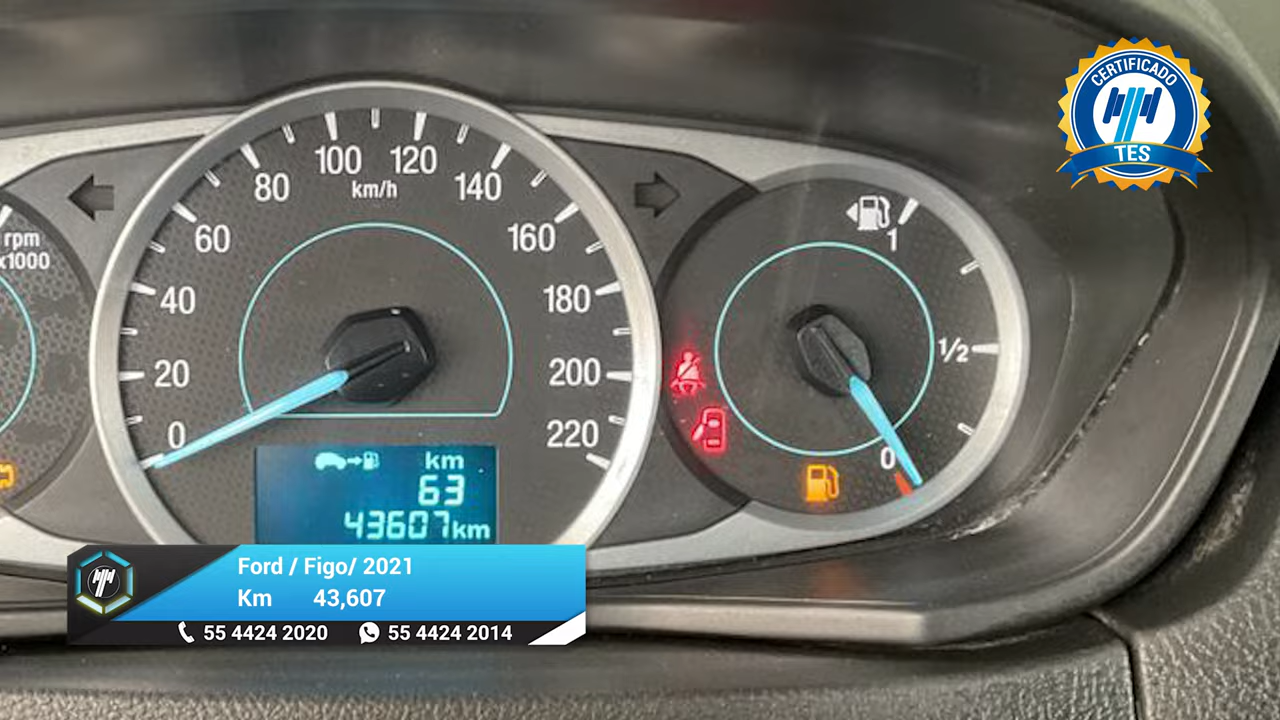 CERTIFICADO
TES
rpm
x1000
0
20
40
60
80
100
120
140
160
180
200
220
km/h
km
63
43607km
1
1/2
0
Ford / Figo/ 2021
Km 43,607
55 4424 2020 55 4424 2014